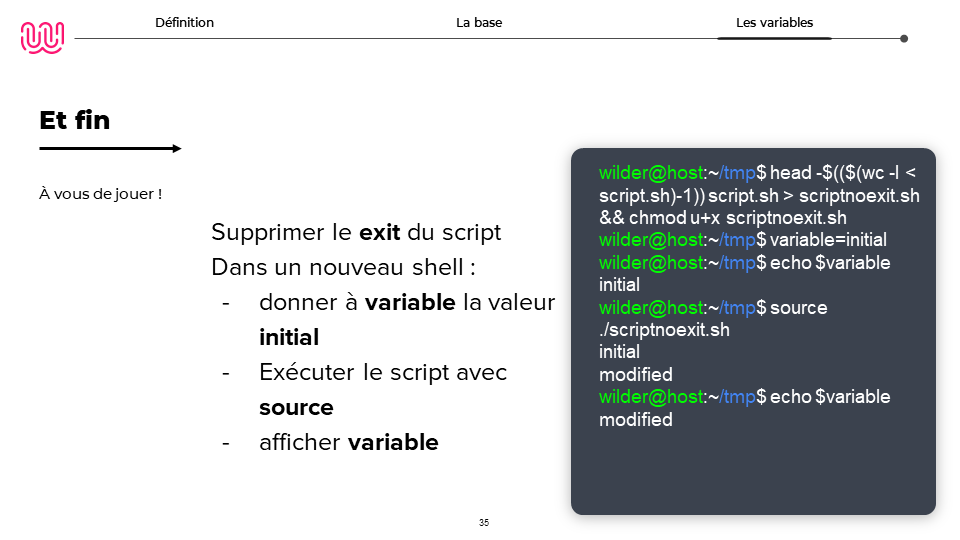 Définition
La base
Les variables
Et fin
À vous de jouer !
Supprimer le exit du script
Dans un nouveau shell :
- donner à variable la valeur
initial
- Exécuter le script avec
source
- afficher variable
wilder@host:~/tmp$ head -$(($(wc -l <
script.sh)-1)) script.sh > scriptnoexit.sh
&& chmod u+x scriptnoexit.sh
wilder@host:~/tmp$ variable=initial
wilder@host:~/tmp$ echo $variable
initial
wilder@host:~/tmp$ source
./scriptnoexit.sh
initial
modified
wilder@host:~/tmp$ echo $variable
modified
35